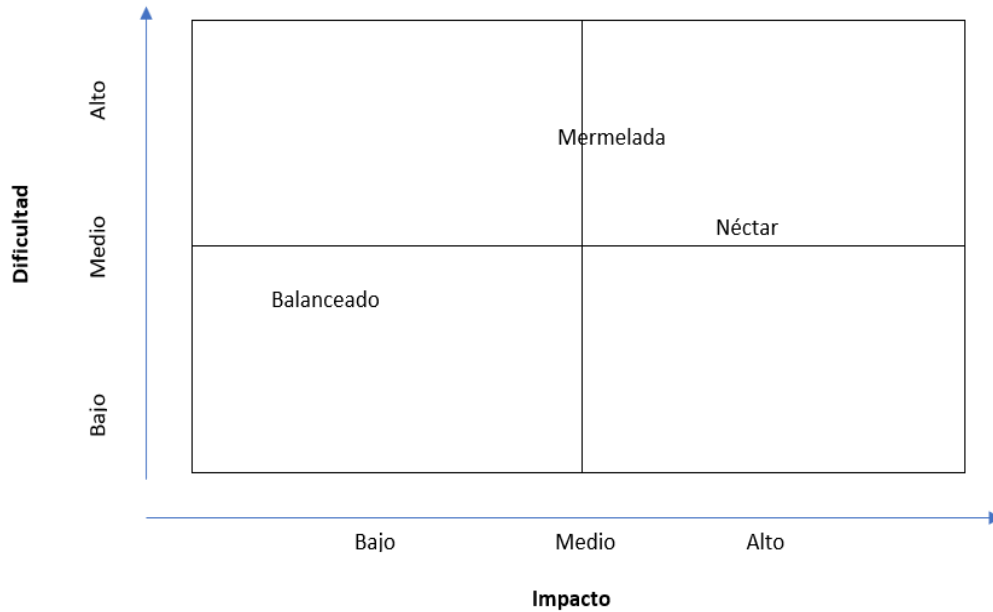 Alto
Mermelada
Dificultad
Medio
Néctar
Balanceado
Bajo
Bajo Medio Alto
Impacto